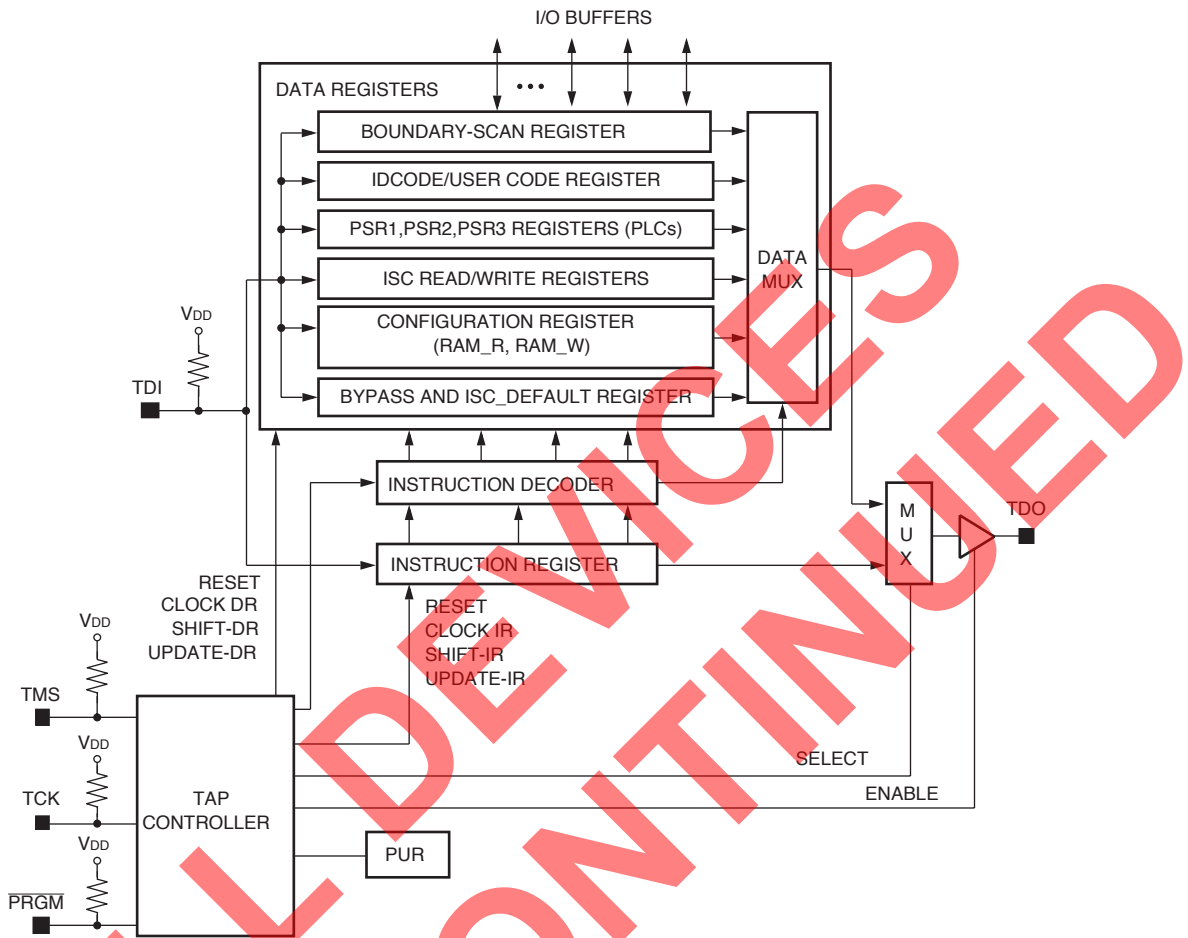 I/O BUFFERS
DATA REGISTERS
BOUNDARY-SCAN REGISTER
IDCODE/USER CODE REGISTER
PSR1,PSR2,PSR3 REGISTERS (PLCs)
ISC READ/WRITE REGISTERS
CONFIGURATION REGISTER
(RAM_R, RAM_W)
BYPASS AND ISC_DEFAULT REGISTER
DATA
MUX
VDD
TDI
INSTRUCTION DECODER
INSTRUCTION REGISTER
M
U
X
TDO
RESET
CLOCK DR
SHIFT-DR
UPDATE-DR
RESET
CLOCK IR
SHIFT-IR
UPDATE-IR
VDD
TMS
VDD
TCK
VDD
PRGM
TAP
CONTROLLER
SELECT
ENABLE
PUR
L DEVICES
ONTINUED